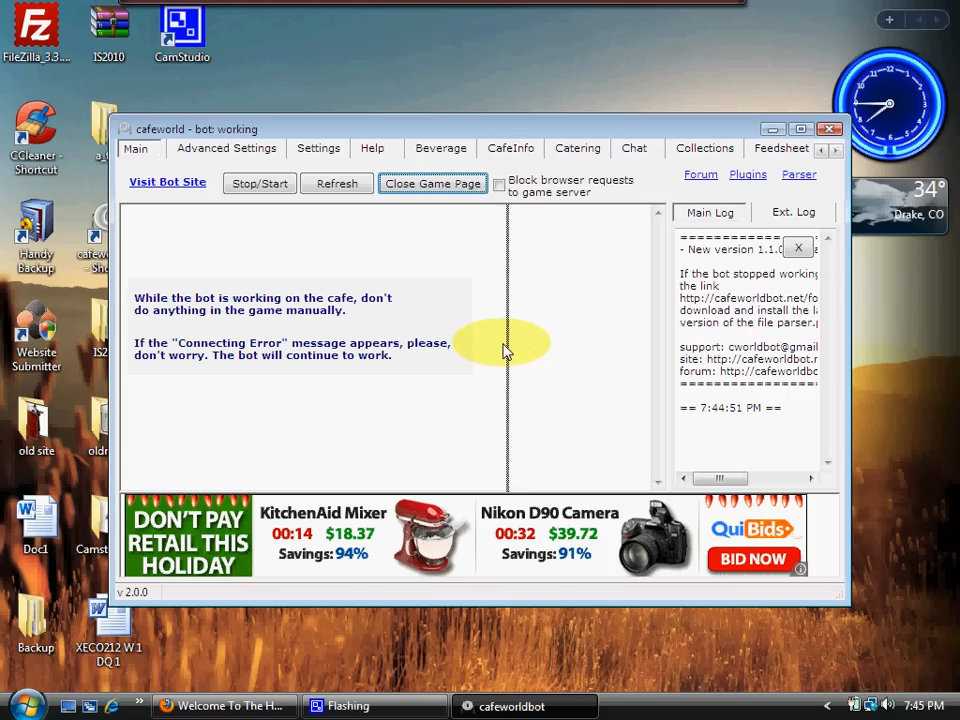 FileZilla_3.3....
IS2010
CamStudio
CCleaner -
Shortcut
Handy
Backup
Website
Submitter
old site
Doc1
Backup
XECO212 W 1
DQ 1
cafeworld - bot: working
Main
Advanced Settings
Settings
Help
Beverage
CafeInfo
Catering
Chat
Collections
Feedsheet
Visit Bot Site
Stop/Start
Refresh
Close Game Page
Block browser requests
to game server
Forum
Plugins
Parser
While the bot is working on the cafe, don't
do anything in the game manually.
If the "Connecting Error" message appears, please,
don't worry. The bot will continue to work.
Main Log
Ext. Log
================
- New version 1.1.0
X
If the bot stopped working
the link
http://cafeworldbot.net/fo
download and install the la
version of the file parser.p
support: cworldbot@gmail
site: http://cafeworldbot.n
forum: http://cafeworldbo
================
== 7:44:51 PM ==
DON'T PAY
RETAIL THIS
HOLIDAY
KitchenAid Mixer
00:14 $18.37
Savings: 94%
Nikon D90 Camera
00:32 $39.72
Savings: 91%
QuiBids
BID NOW
v 2.0.0
34°
Drake, CO
Welcome To The H...
Flashing
cafeworldbot
7:45 PM